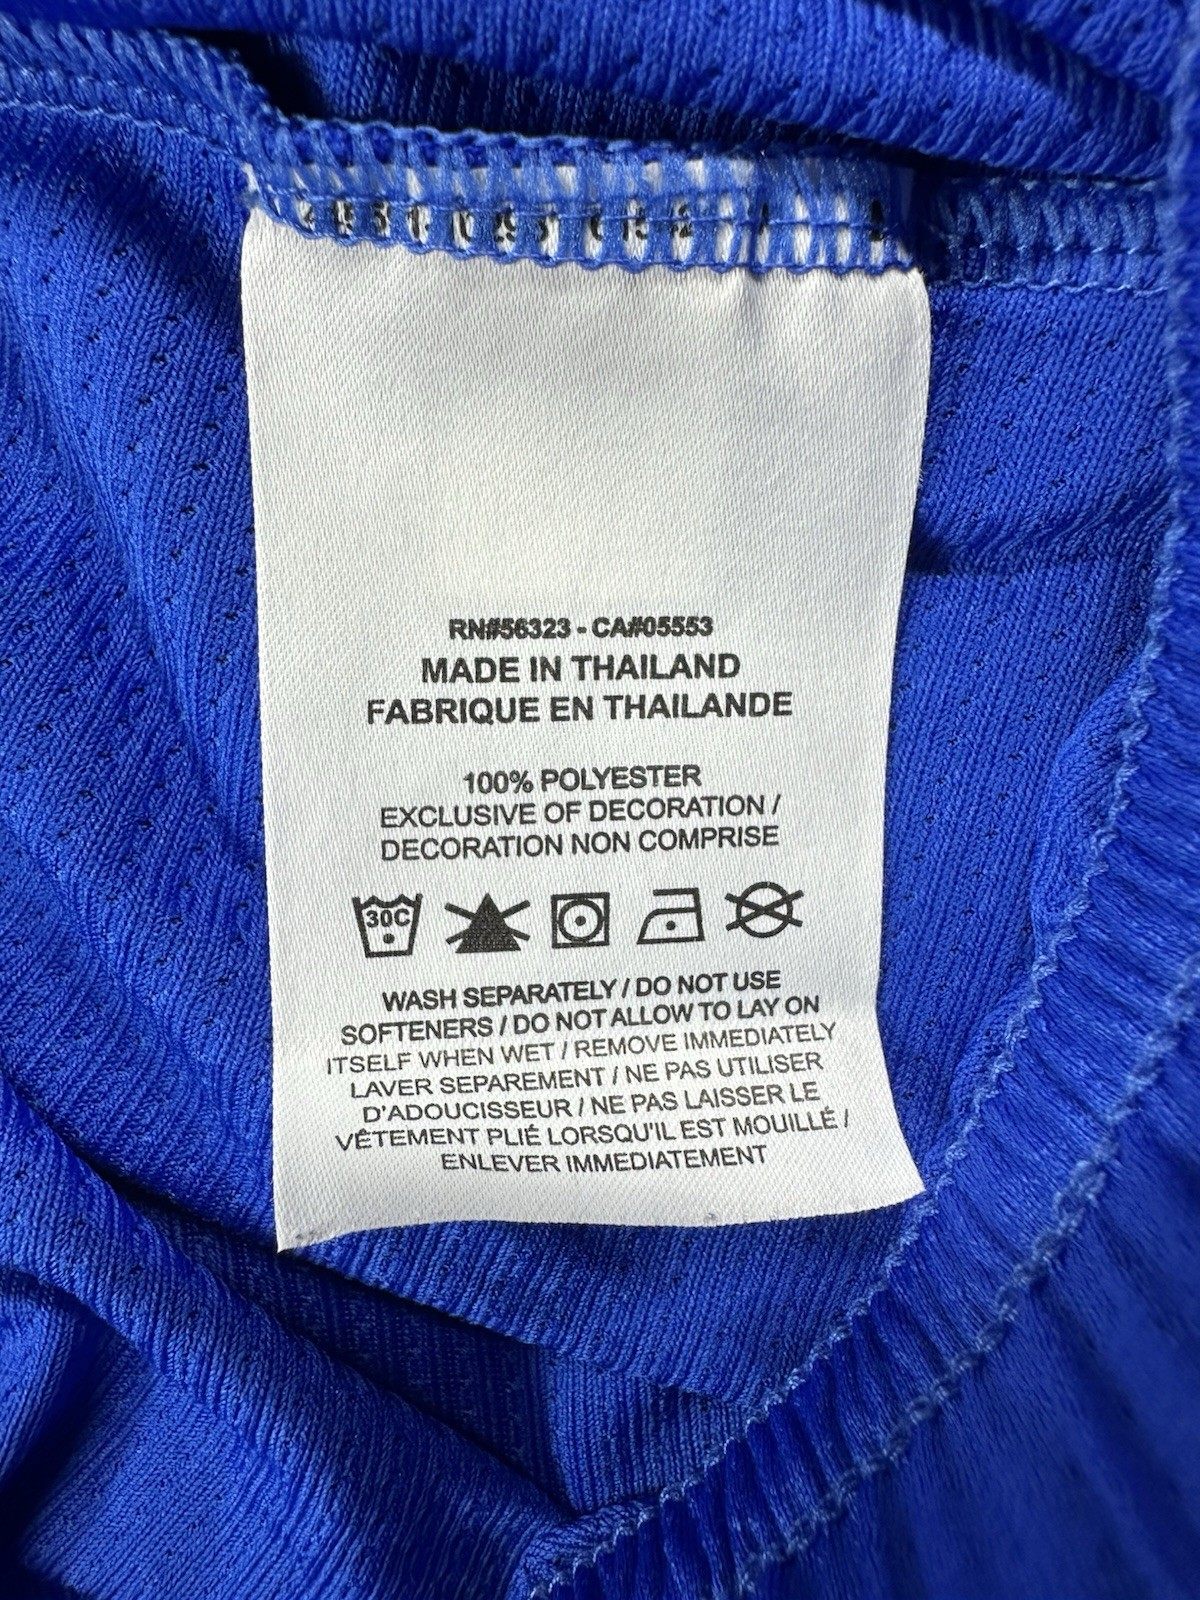 RN#56323 - CA#05553
MADE IN THAILAND
FABRIQUE EN THAILANDE
100% POLYESTER
EXCLUSIVE OF DECORATION /
DECORATION NON COMPRISE
30C
WASH SEPARATELY / DO NOT USE
SOFTENERS / DO NOT ALLOW TO LAY ON
ITSELF WHEN WET / REMOVE IMMEDIATELY
LAVER SEPAREMENT / NE PAS UTILISER
D'ADOUCISSEUR / NE PAS LAISSER LE
VÊTEMENT PLIÉ LORSQU'IL EST MOUILLÉ /
ENLEVER IMMEDIATEMENT